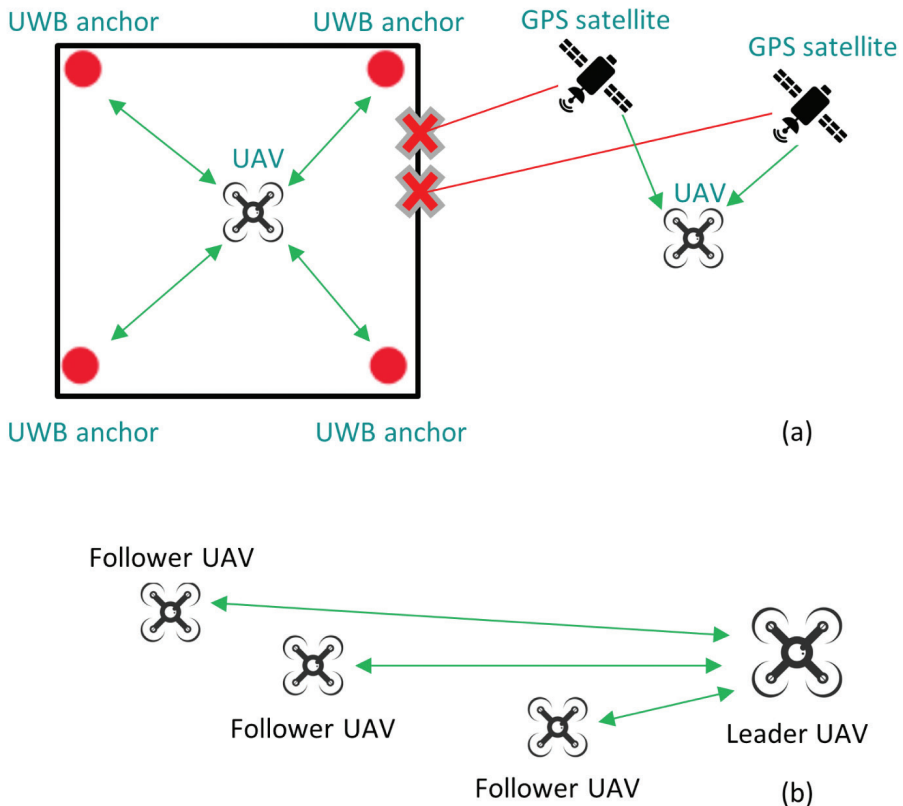 UWB anchor
UWB anchor
GPS satellite
GPS satellite
UAV
UAV
UWB anchor
UWB anchor
(a)
Follower UAV
Follower UAV
Leader UAV
Follower UAV
(b)